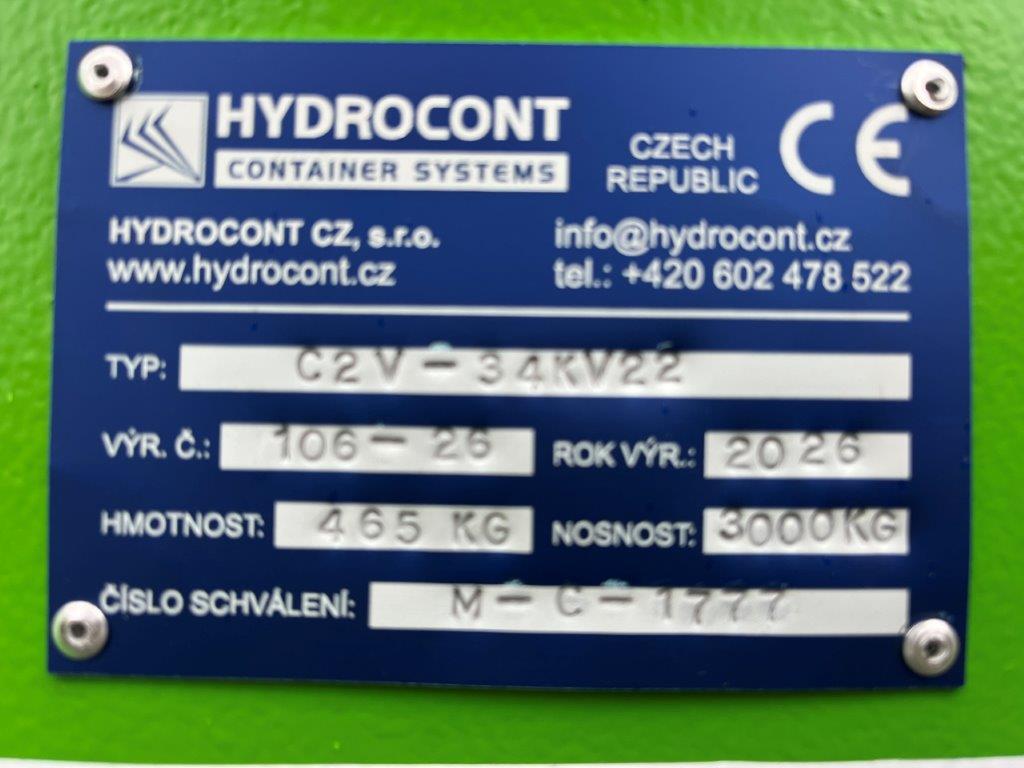 HYDROCONT
CONTAINER SYSTEMS
CZECH
REPUBLIC
CE
HYDROCONT CZ, s.r.o.
info@hydrocont.cz
www.hydrocont.cz
tel.: +420 602 478 522
TYP: C2V-34KV22
VÝR. Č.: 106-26 ROK VÝR.: 2026
HMOTNOST: 465 KG NOSNOST: 3000KG
ČÍSLO SCHVÁLENÍ: M-C-1777